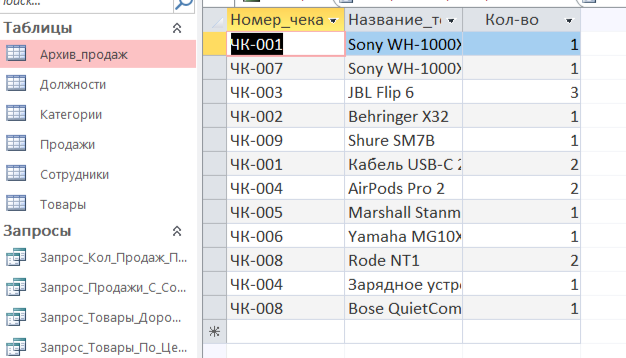 Таблицы
Архив_продаж
Должности
Категории
Продажи
Сотрудники
Товары
Запросы
Запрос_Кол_Продаж_П...
Запрос_Продажи_С_Со...
Запрос_Товары_Доро...
Запрос_Товары_По_Це...
Номер_чека Название_т Кол-во
ЧК-001 Sony WH-1000X 1
ЧК-007 Sony WH-1000X 1
ЧК-003 JBL Flip 6 3
ЧК-002 Behringer X32 1
ЧК-009 Shure SM7B 1
ЧК-001 Кабель USB-C 2 2
ЧК-004 AirPods Pro 2 2
ЧК-005 Marshall Stanm 1
ЧК-006 Yamaha MG10X 1
ЧК-008 Rode NT1 2
ЧК-004 Зарядное устро 1
ЧК-008 Bose QuietCom 1